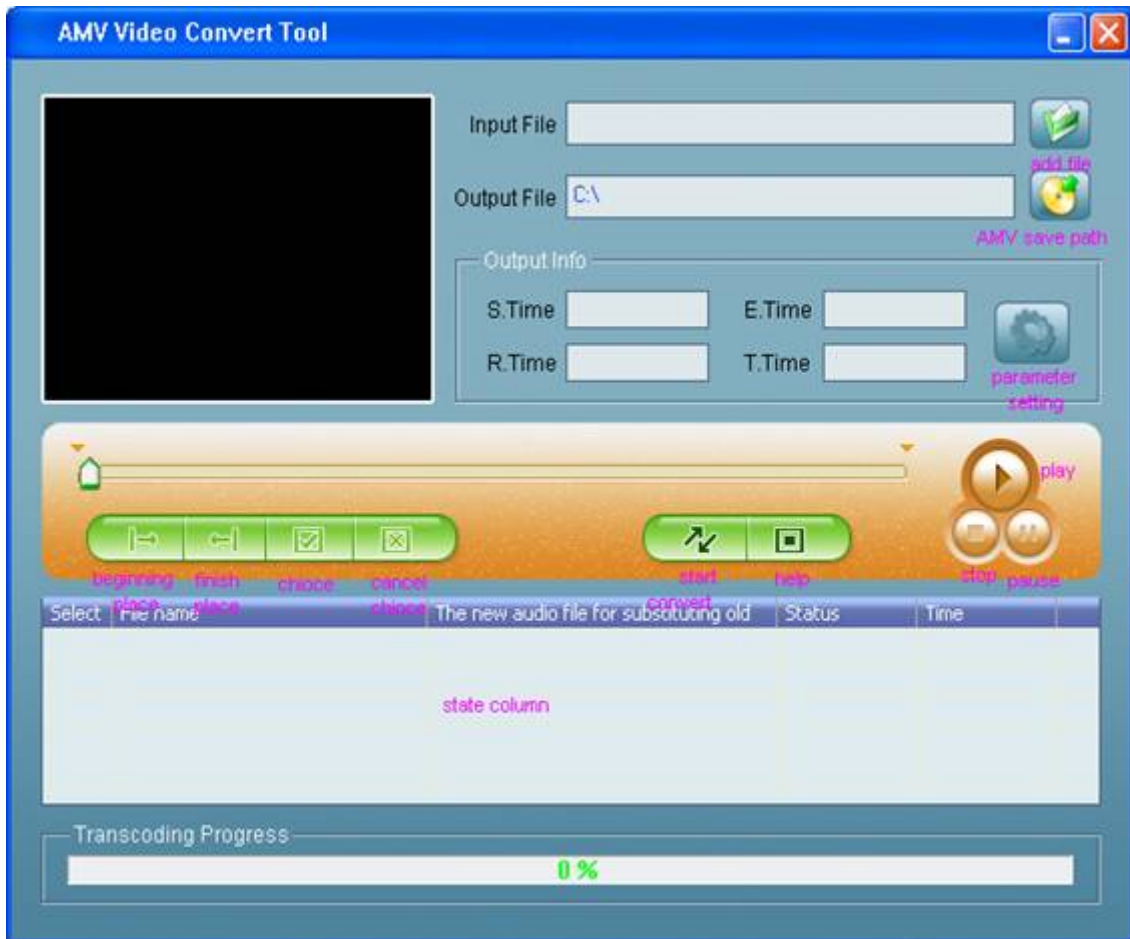 AMV Video Convert Tool
Input File
add file
Output File C:\
AMV save path
Output Info
S.Time
E.Time
R.Time
T.Time
parameter
setting
play
beginning
place
finish
place
chioce
cancel
chioce
start
convert
help
stop
pause
Select
File name
The new audio file for substituting old
Status
Time
state column
Transcoding Progress
0 %